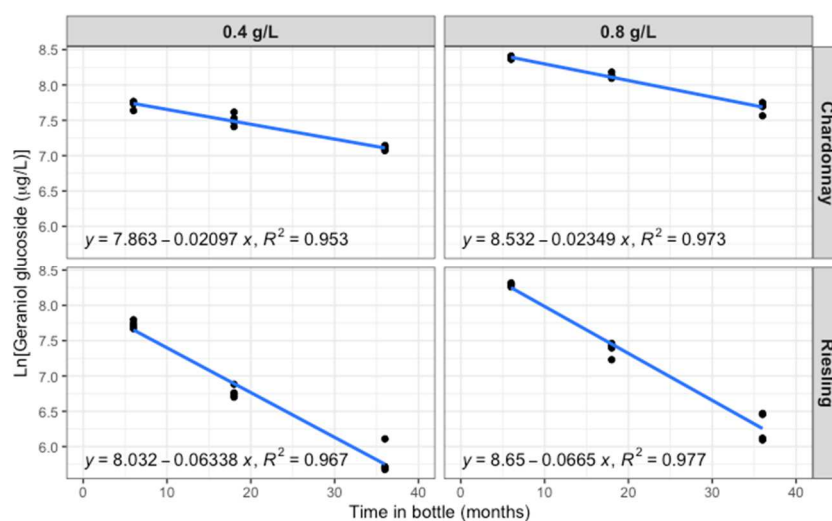 0.4 g/L
0.8 g/L
8.5
8.0
7.5
7.0
6.5
6.0
y = 7.863 − 0.02097 x, R² = 0.953
y = 8.532 − 0.02349 x, R² = 0.973
Chardonnay
Ln[Geraniol glucoside (µg/L)]
8.5
8.0
7.5
7.0
6.5
6.0
y = 8.032 − 0.06338 x, R² = 0.967
y = 8.65 − 0.0665 x, R² = 0.977
Riesling
0 10 20 30 40 0 10 20 30 40
Time in bottle (months)